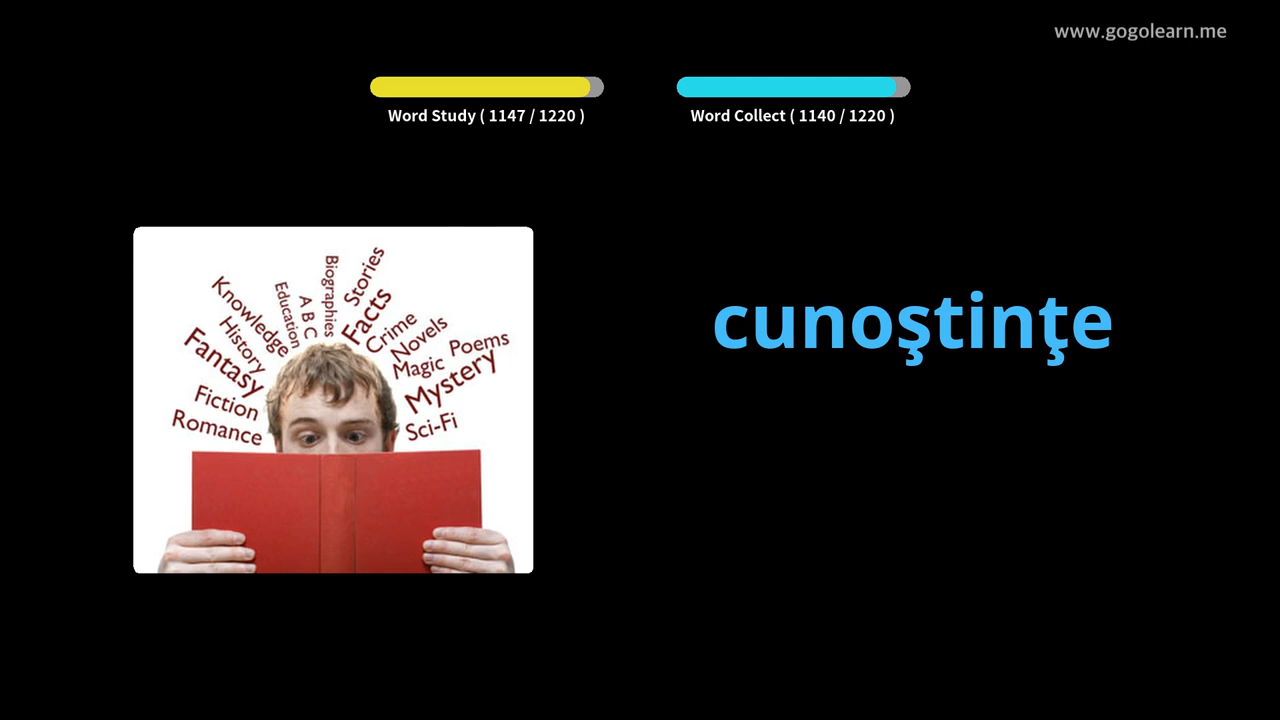 www.gogolearn.me
Word Study ( 1147 / 1220 )
Word Collect ( 1140 / 1220 )
cunoştinţe
Stories
Biographies
Facts
A B C
Education
Knowledge
History
Fantasy
Fiction
Romance
Crime
Novels
Magic
Poems
Mystery
Sci-Fi